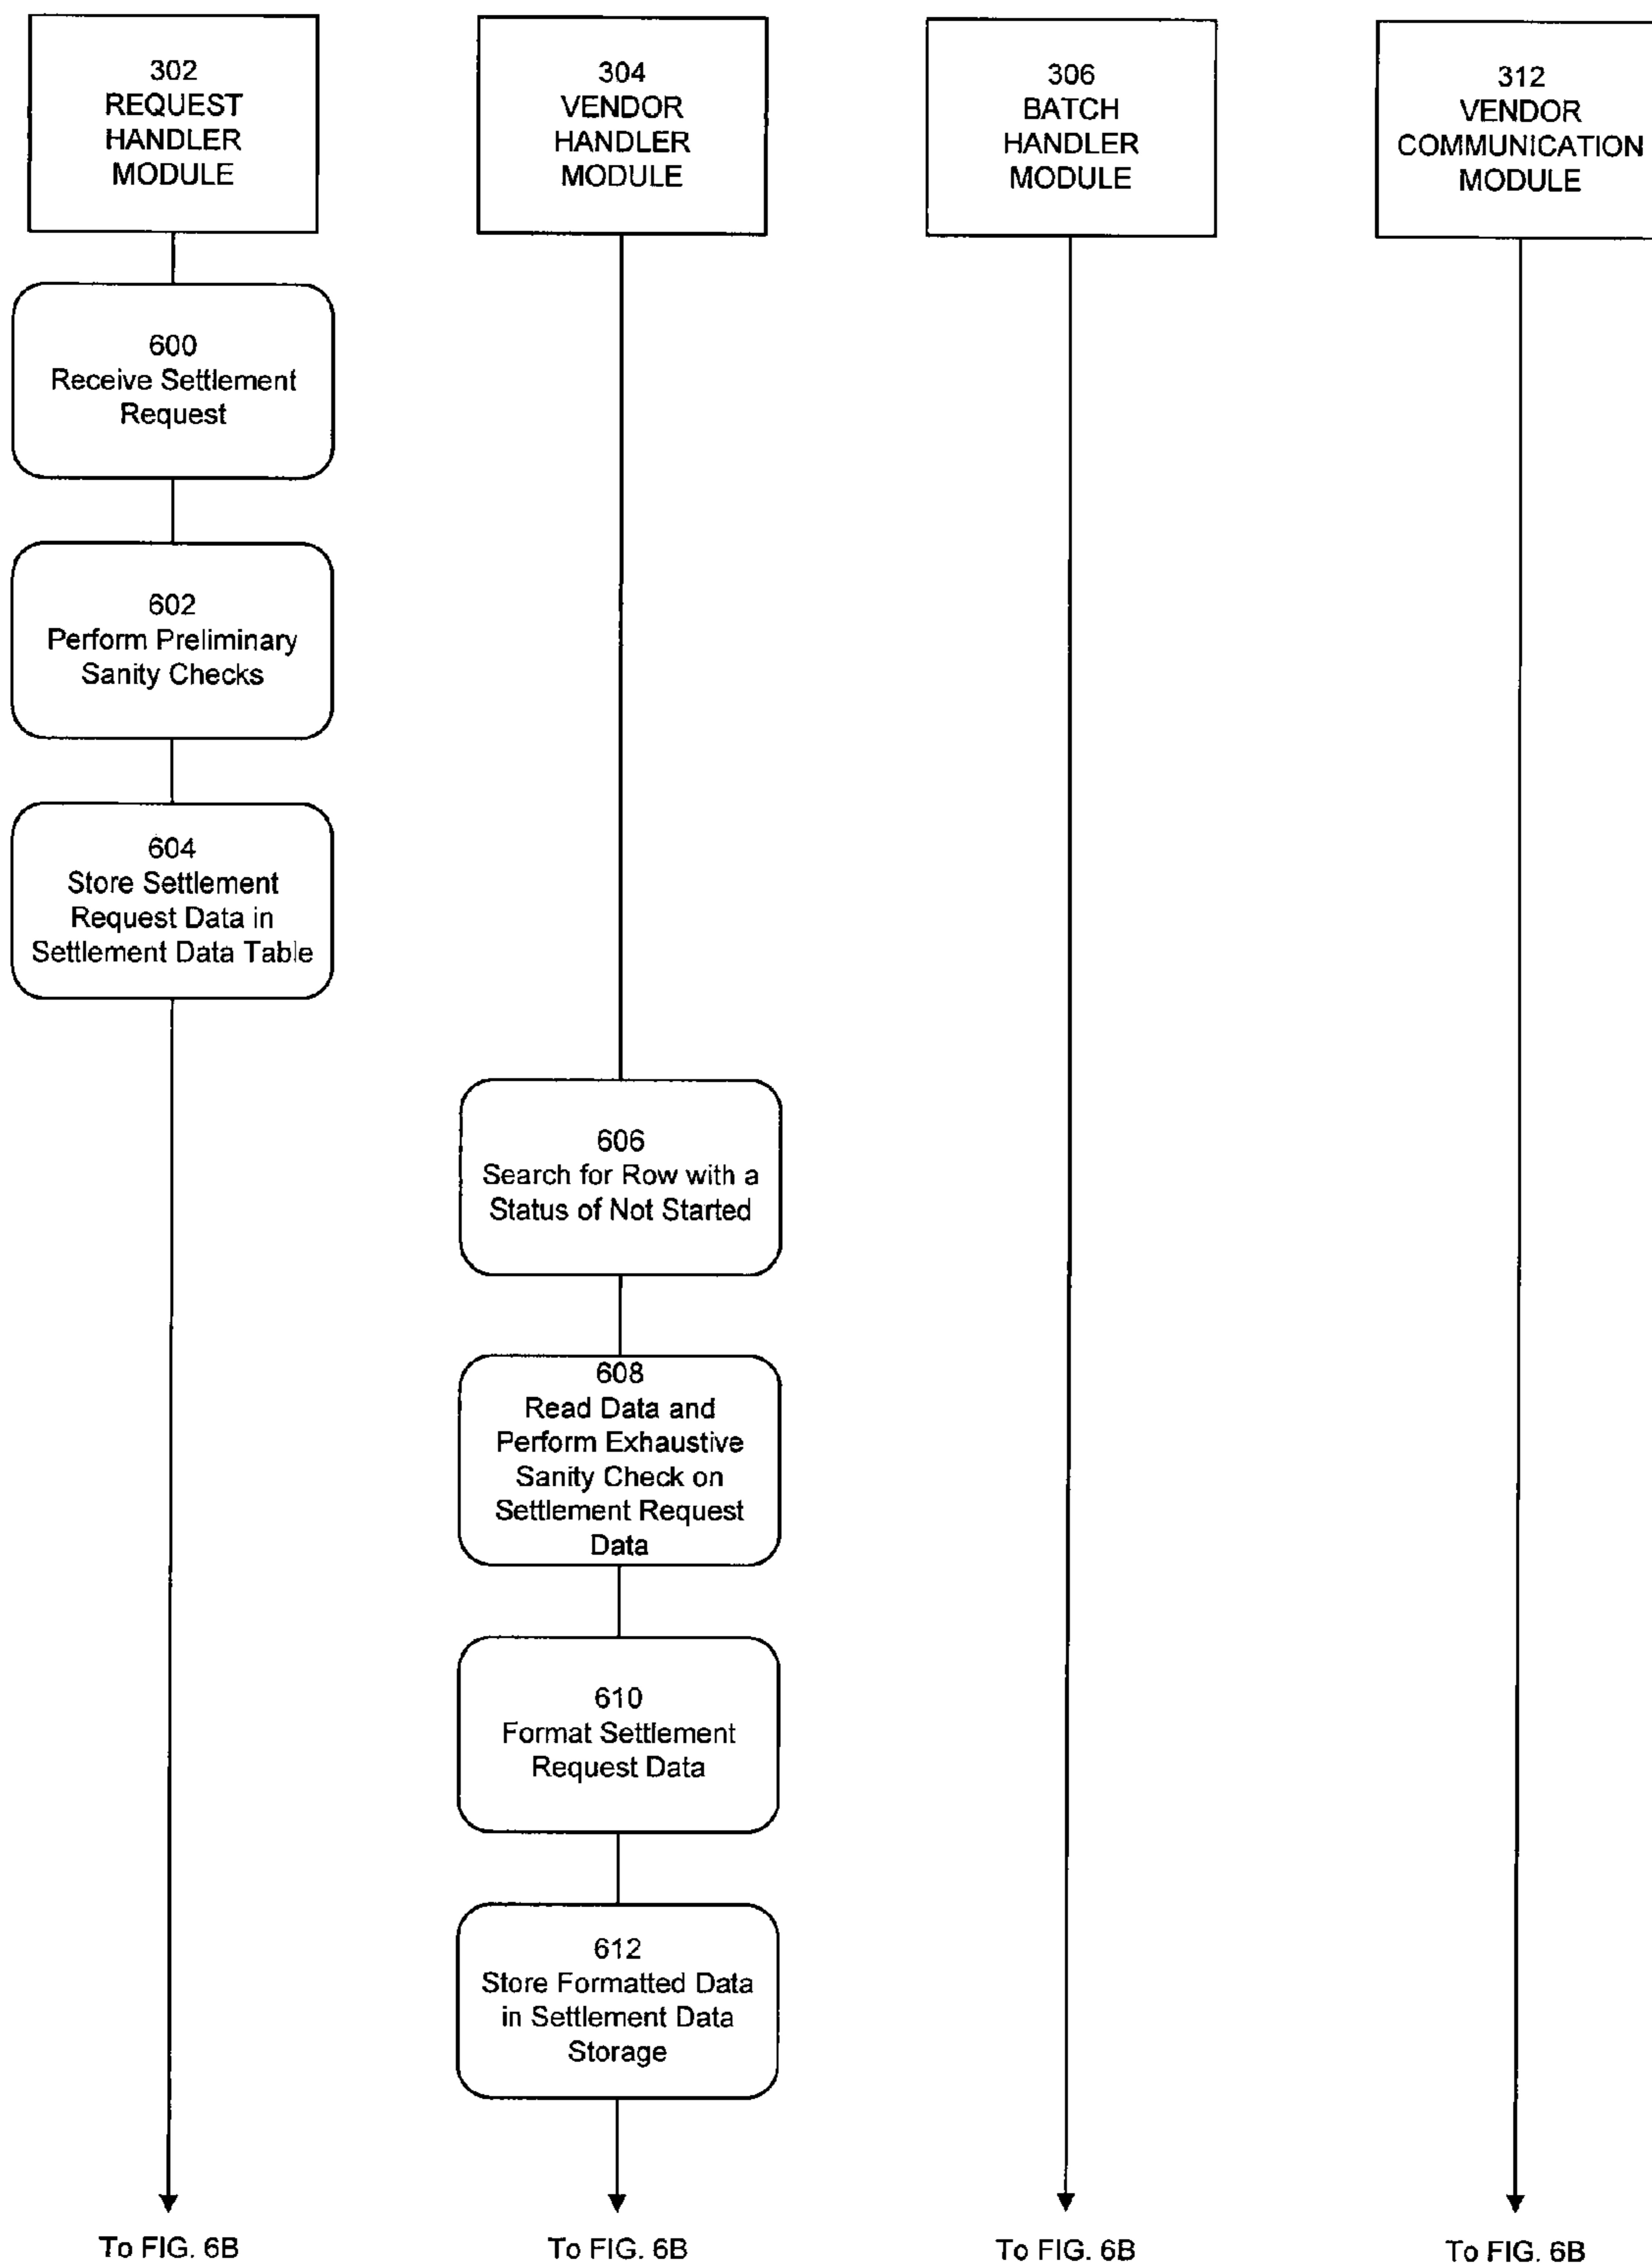 302
REQUEST
HANDLER
MODULE
304
VENDOR
HANDLER
MODULE
306
BATCH
HANDLER
MODULE
312
VENDOR
COMMUNICATION
MODULE
600
Receive Settlement
Request
602
Perform Preliminary
Sanity Checks
604
Store Settlement
Request Data in
Settlement Data Table
606
Search for Row with a
Status of Not Started
608
Read Data and
Perform Exhaustive
Sanity Check on
Settlement Request
Data
610
Format Settlement
Request Data
612
Store Formatted Data
in Settlement Data
Storage
To FIG. 6B
To FIG. 6B
To FIG. 6B
To FIG. 6B